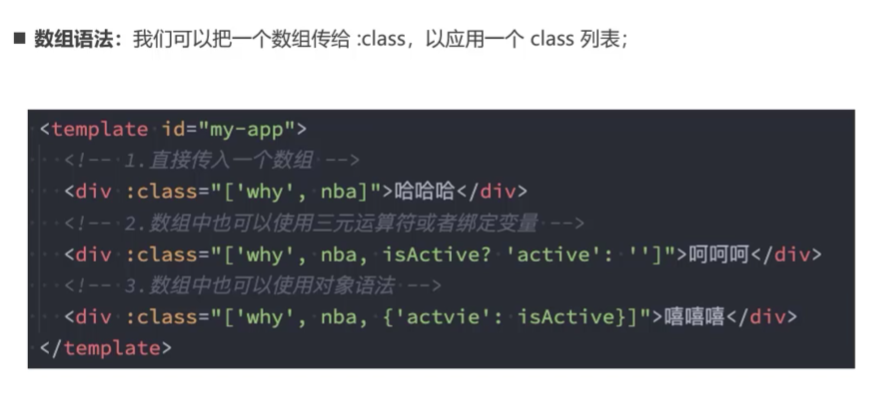 ■ 数组语法：我们可以把一个数组传给 :class，以应用一个 class 列表；
<template id="my-app">
<!-- 1.直接传入一个数组 -->
<div :class="['why', nba]">哈哈哈</div>
<!-- 2.数组中也可以使用三元运算符或者绑定变量 -->
<div :class="['why', nba, isActive? 'active': '']">呵呵呵</div>
<!-- 3.数组中也可以使用对象语法 -->
<div :class="['why', nba, {'actvie': isActive}]">嘻嘻嘻</div>
</template>